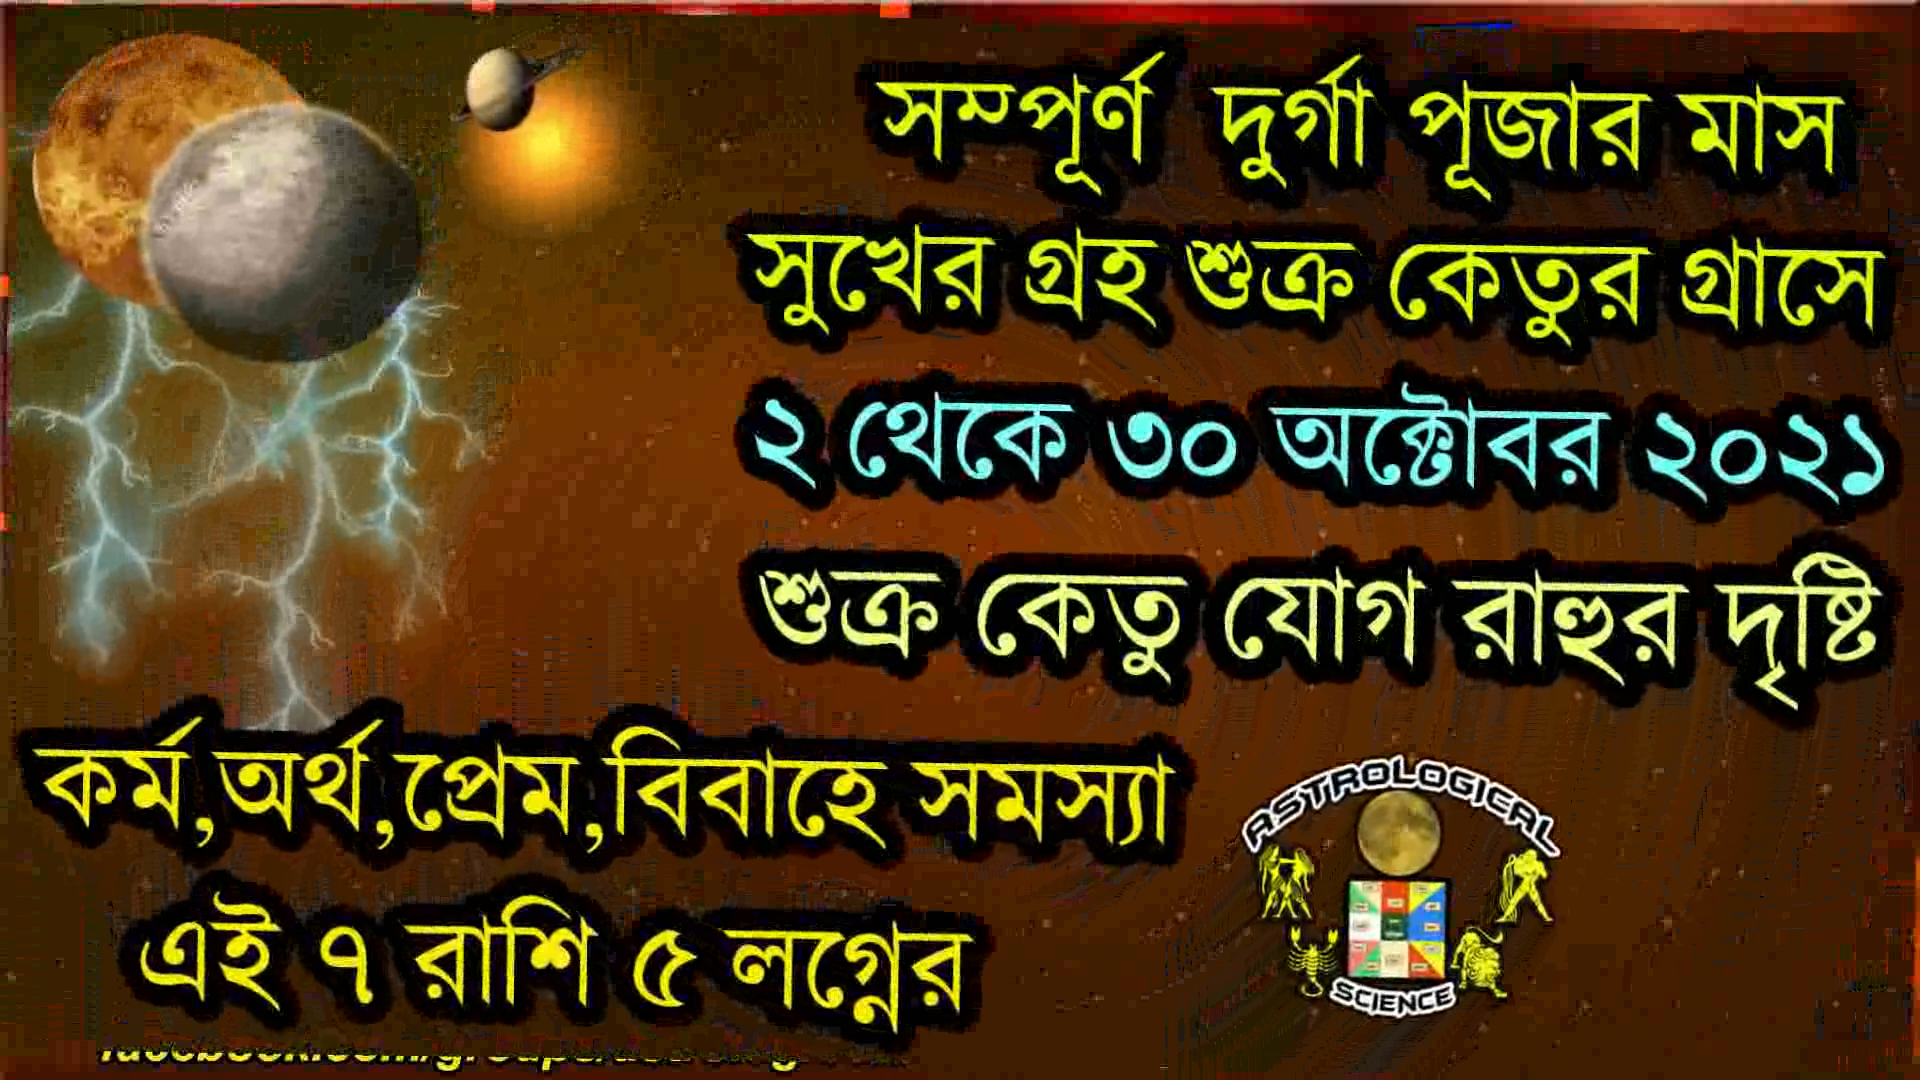 সম্পূর্ণ দুর্গা পূজার মাস
সুখের গ্রহ শুক্র কেতুর গ্রাসে
২ থেকে ৩০ অক্টোবর ২০২১
শুক্র কেতু যোগ রাহুর দৃষ্টি
কর্ম,অর্থ,প্রেম,বিবাহে সমস্যা
এই ৭ রাশি ৫ লগ্নের
ASTROLOGICAL
SCIENCE